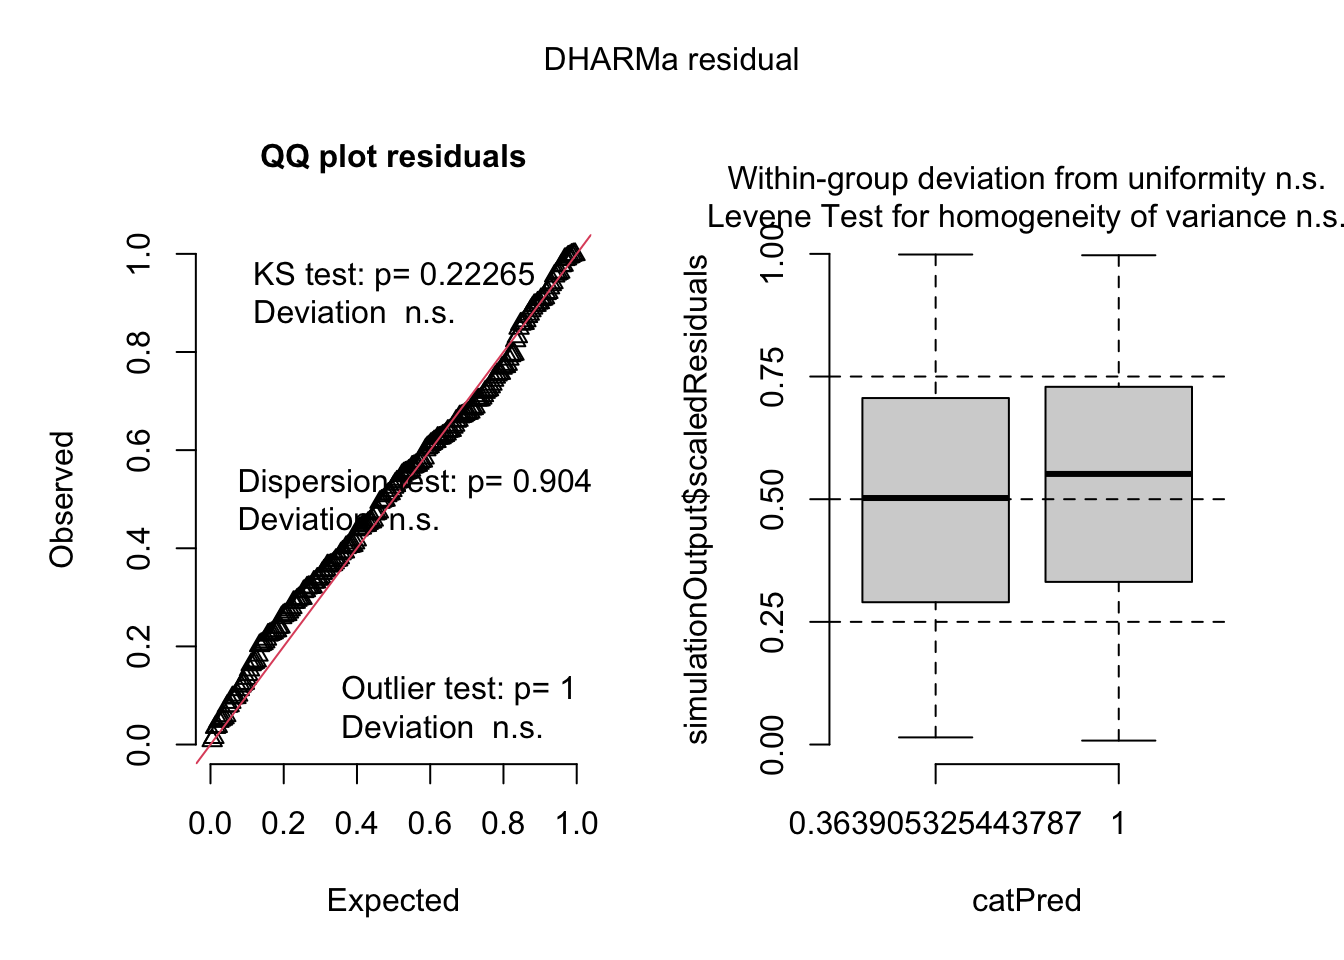 DHARMa residual
QQ plot residuals
KS test: p= 0.22265
Deviation  n.s.
Dispersion test: p= 0.904
Deviation  n.s.
Outlier test: p= 1
Deviation  n.s.
Observed
0.0 0.2 0.4 0.6 0.8 1.0
0.0 0.2 0.4 0.6 0.8 1.0
Expected
Within-group deviation from uniformity n.s.
Levene Test for homogeneity of variance n.s.
simulationOutput$scaledResiduals
0.00 0.25 0.50 0.75 1.00
0.363905325443787 1
catPred